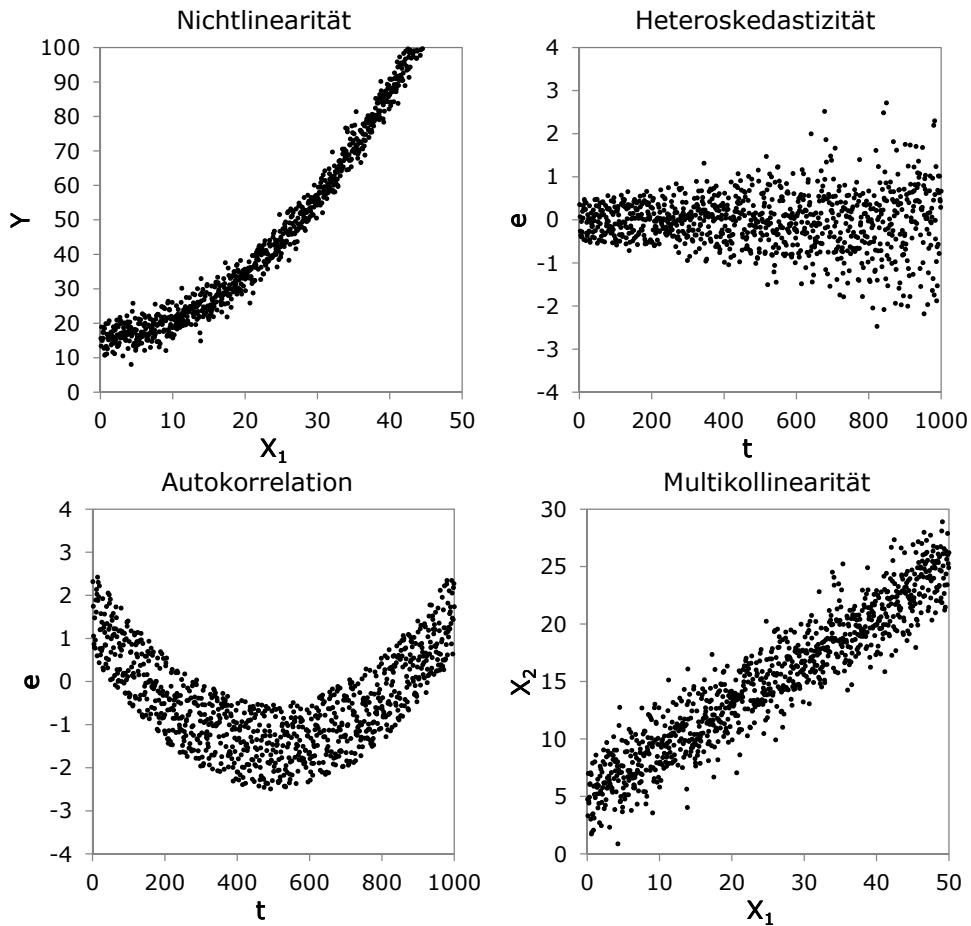 Nichtlinearität
100
90
80
70
60
50
40
30
20
10
0
Y
0 10 20 30 40 50
X₁
Heteroskedastizität
4
3
2
1
0
-1
-2
-3
-4
e
0 200 400 600 800 1000
t
Autokorrelation
4
3
2
1
0
-1
-2
-3
-4
e
0 200 400 600 800 1000
t
Multikollinearität
30
25
20
15
10
5
0
X₂
0 10 20 30 40 50
X₁